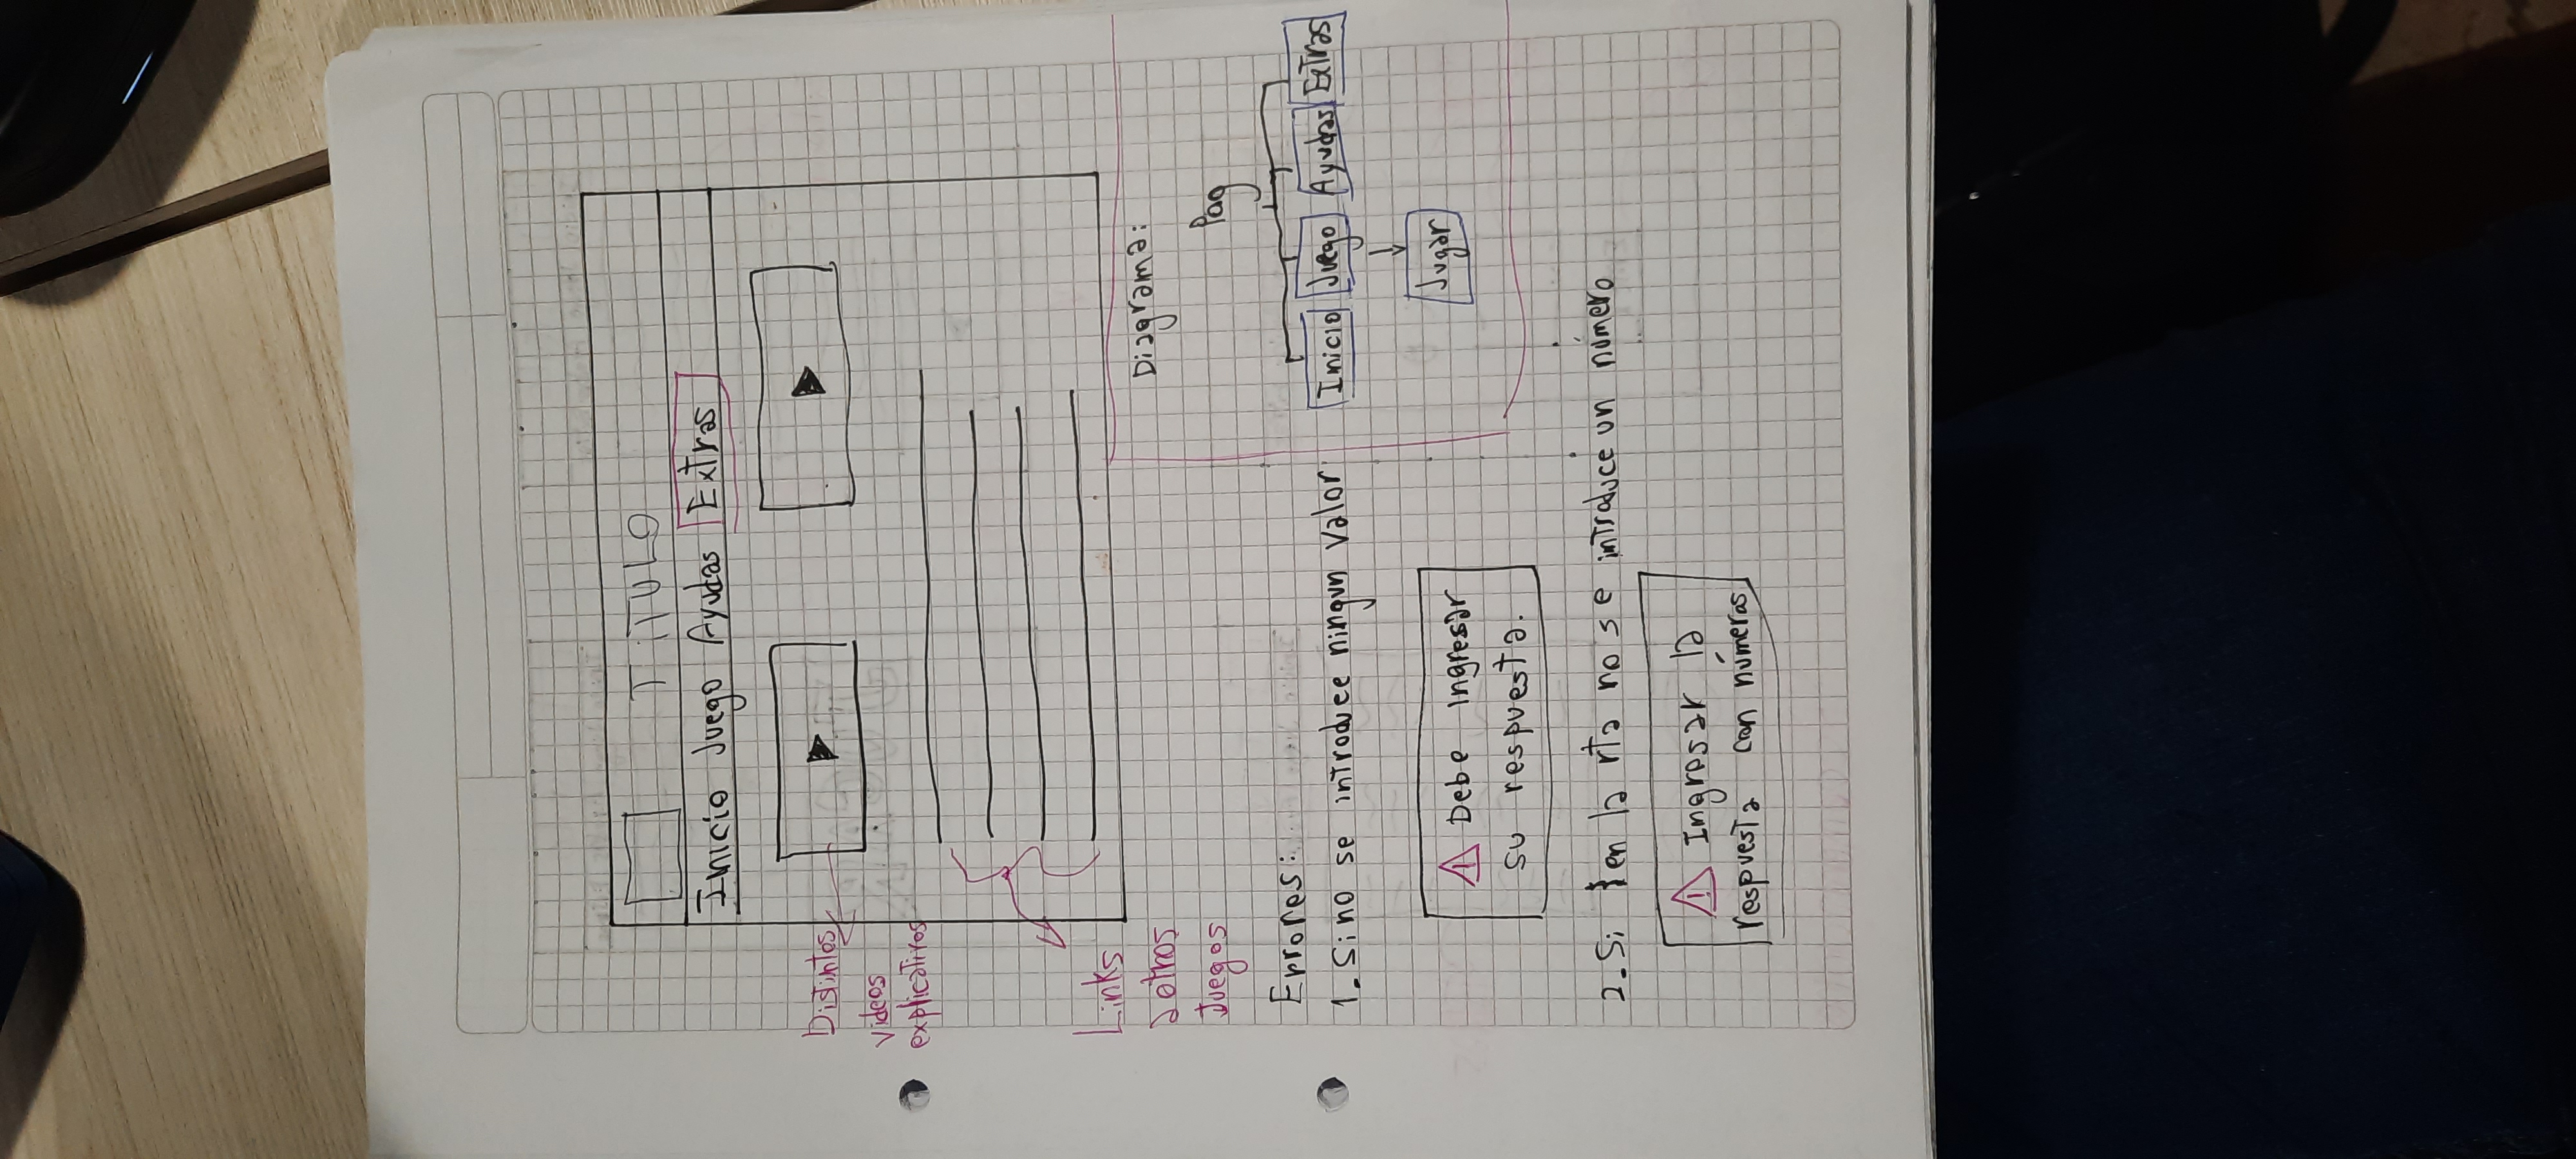 TITULO
Inicio Juego Ayudas Extras
Distintos
videos
explicativos
Links
a otros
Juegos
Diagrama:
Pag
Inicio Juego Ayudas Extras
Jugar
Errores:
1. Si no se introduce ningun valor
Debe ingresar
su respuesta.
2. Si en la rta no se introduce un número
Ingresar la
respuesta con números